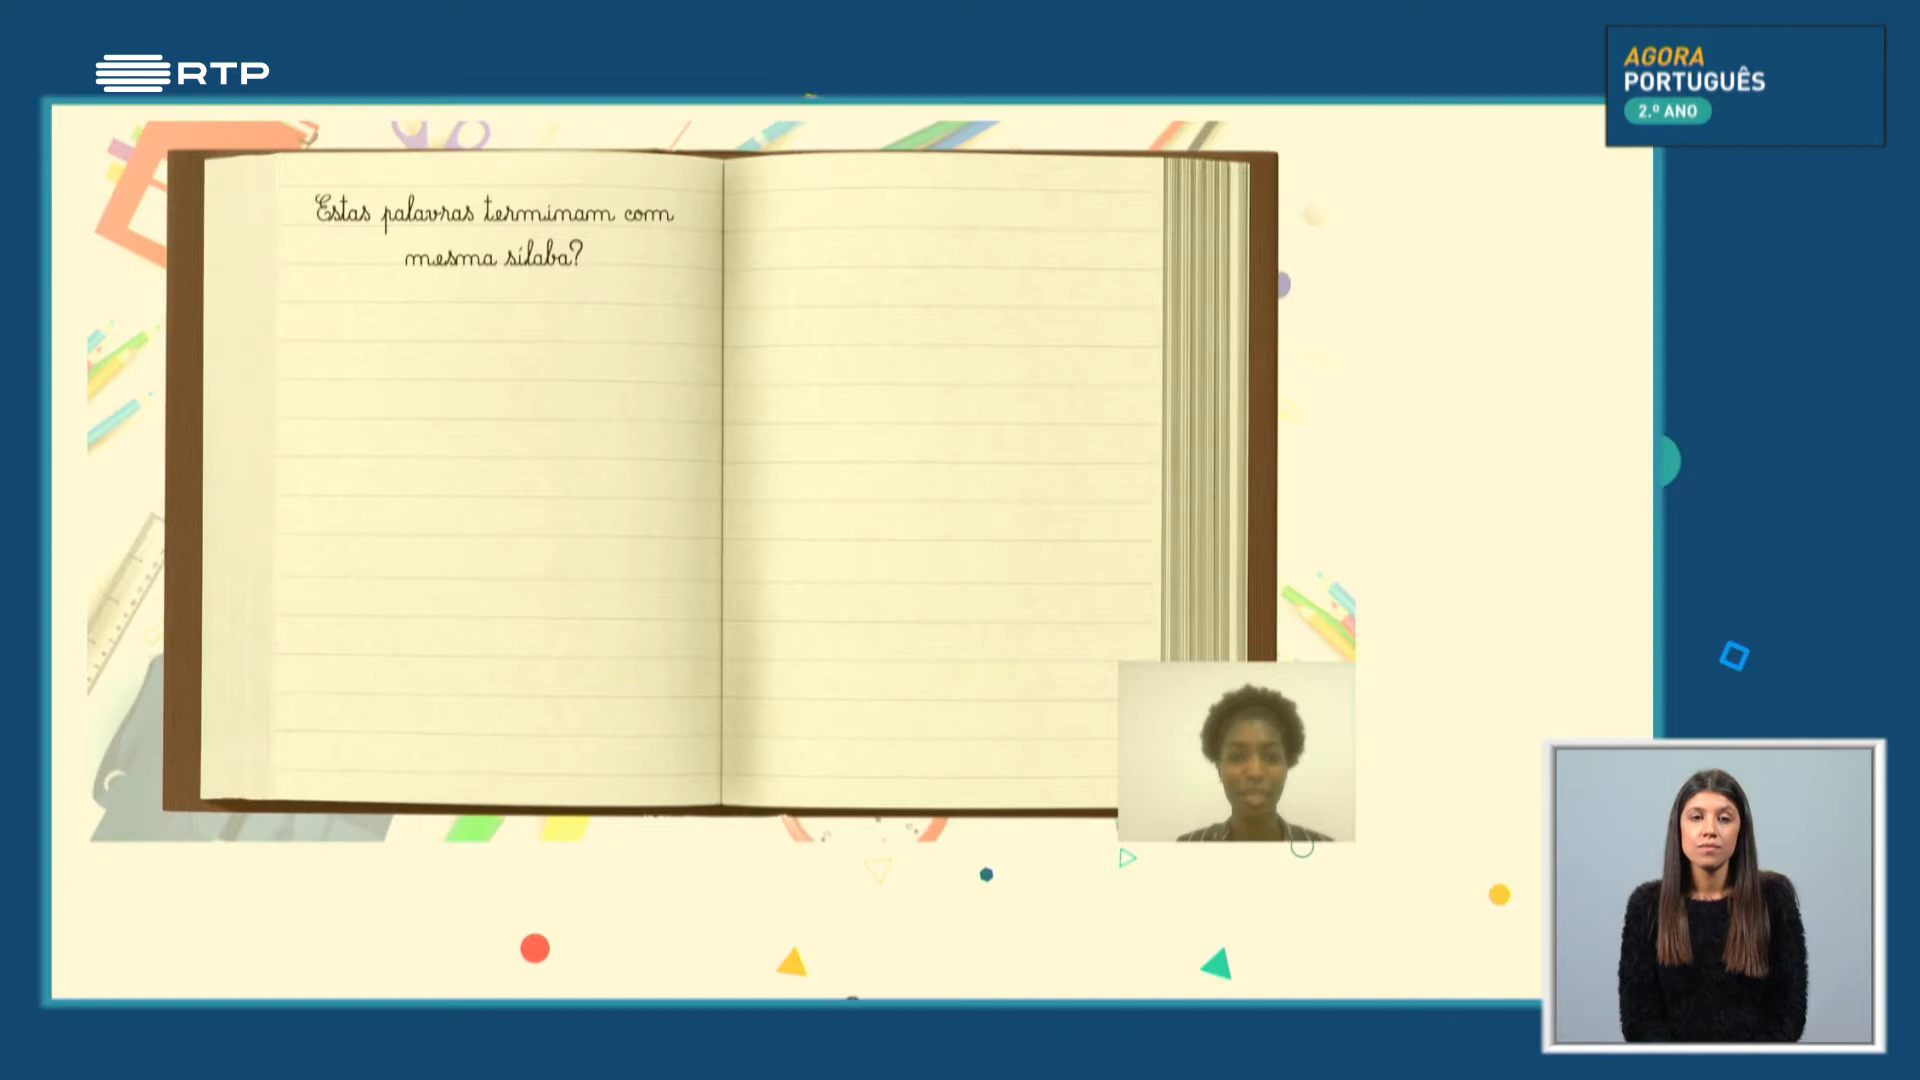 RTP
AGORA
PORTUGUÊS
2.º ANO
Estas palavras terminam com
mesma sílaba?